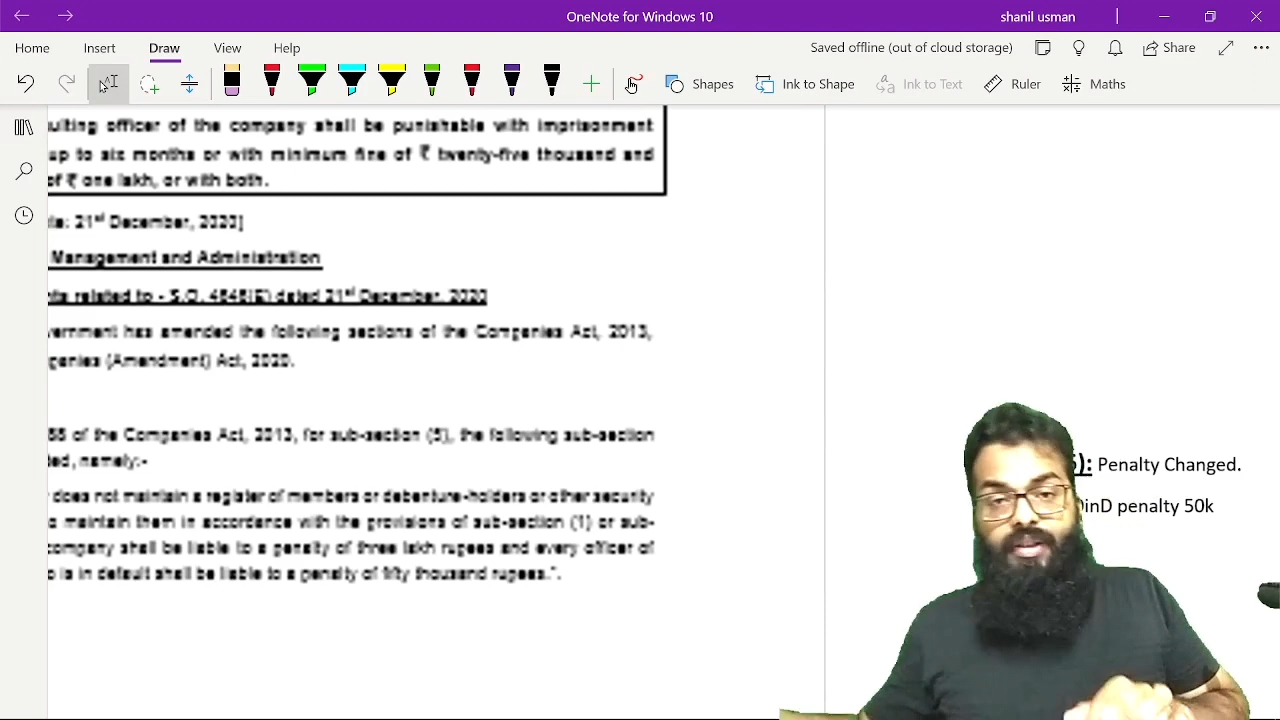 OneNote for Windows 10
shanil usman
Home Insert Draw View Help
Saved offline (out of cloud storage)
Share
Shapes
Ink to Shape
Ink to Text
Ruler
Maths
ulting officer of the company shall be punishable with imprisonment
up to six months or with minimum fine of ₹ twenty-five thousand and
of ₹ one lakh, or with both.
21st December, 2020]
Management and Administration
related to - S.O. 4646(E) dated 21st December, 2020
vernment has amended the following sections of the Companies Act, 2013,
panies (Amendment) Act, 2020.
88 of the Companies Act, 2013, for sub-section (5), the following sub-section
ted, namely:-
does not maintain a register of members or debenture-holders or other security
o maintain them in accordance with the provisions of sub-section (1) or sub-
company shall be liable to a penalty of three lakh rupees and every officer of
o is in default shall be liable to a penalty of fifty thousand rupees.".
): Penalty Changed.
inD penalty 50k